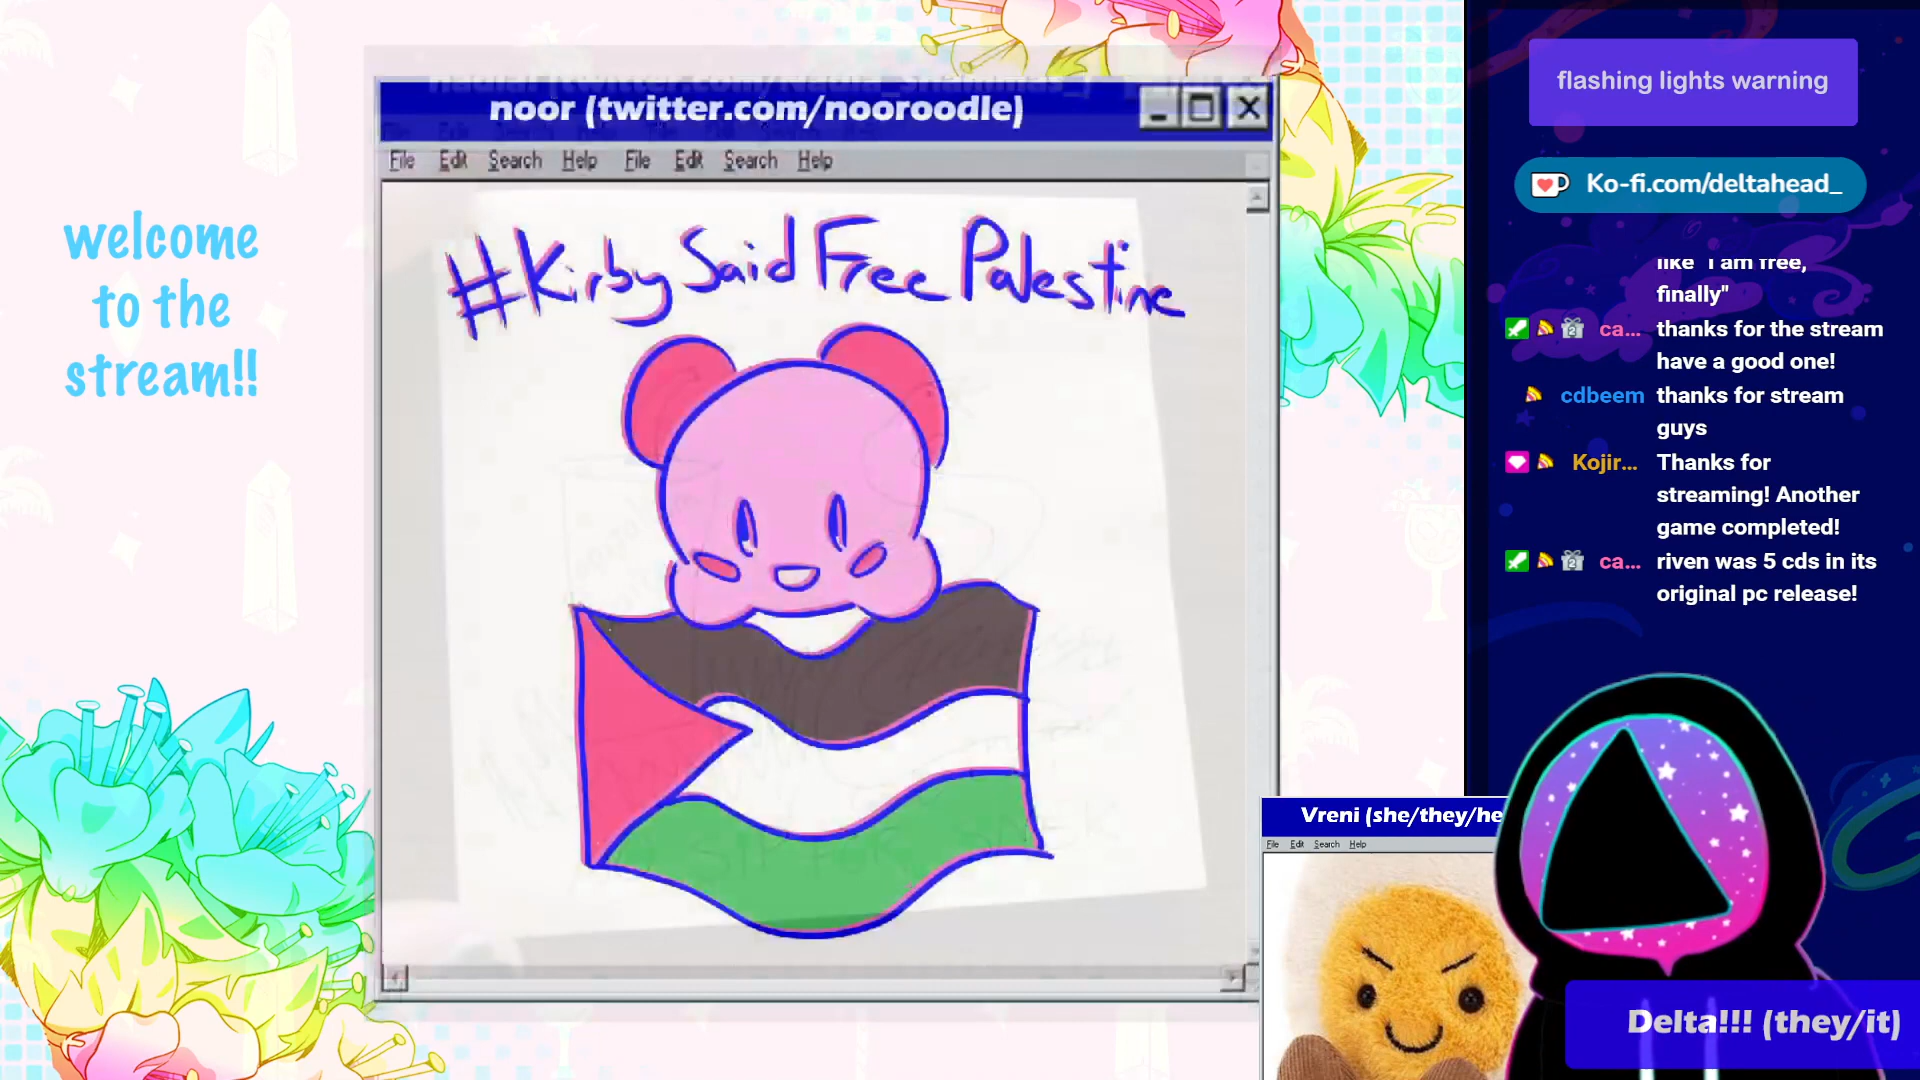 welcome
to the
stream!!
noor (twitter.com/nooroodle)
File Edit Search Help File Edit Search Help
#KirbySaidFreePalestine
flashing lights warning
Ko-fi.com/deltahead_
like "I am free,
finally"
ca... thanks for the stream
have a good one!
cdbeem thanks for stream
guys
Kojir... Thanks for
streaming! Another
game completed!
ca... riven was 5 cds in its
original pc release!
Vreni (she/they/he
File Edit Search Help
Delta!!! (they/it)